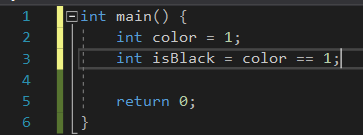 1 int main() {
2 int color = 1;
3 int isBlack = color == 1;
4
5 return 0;
6 }